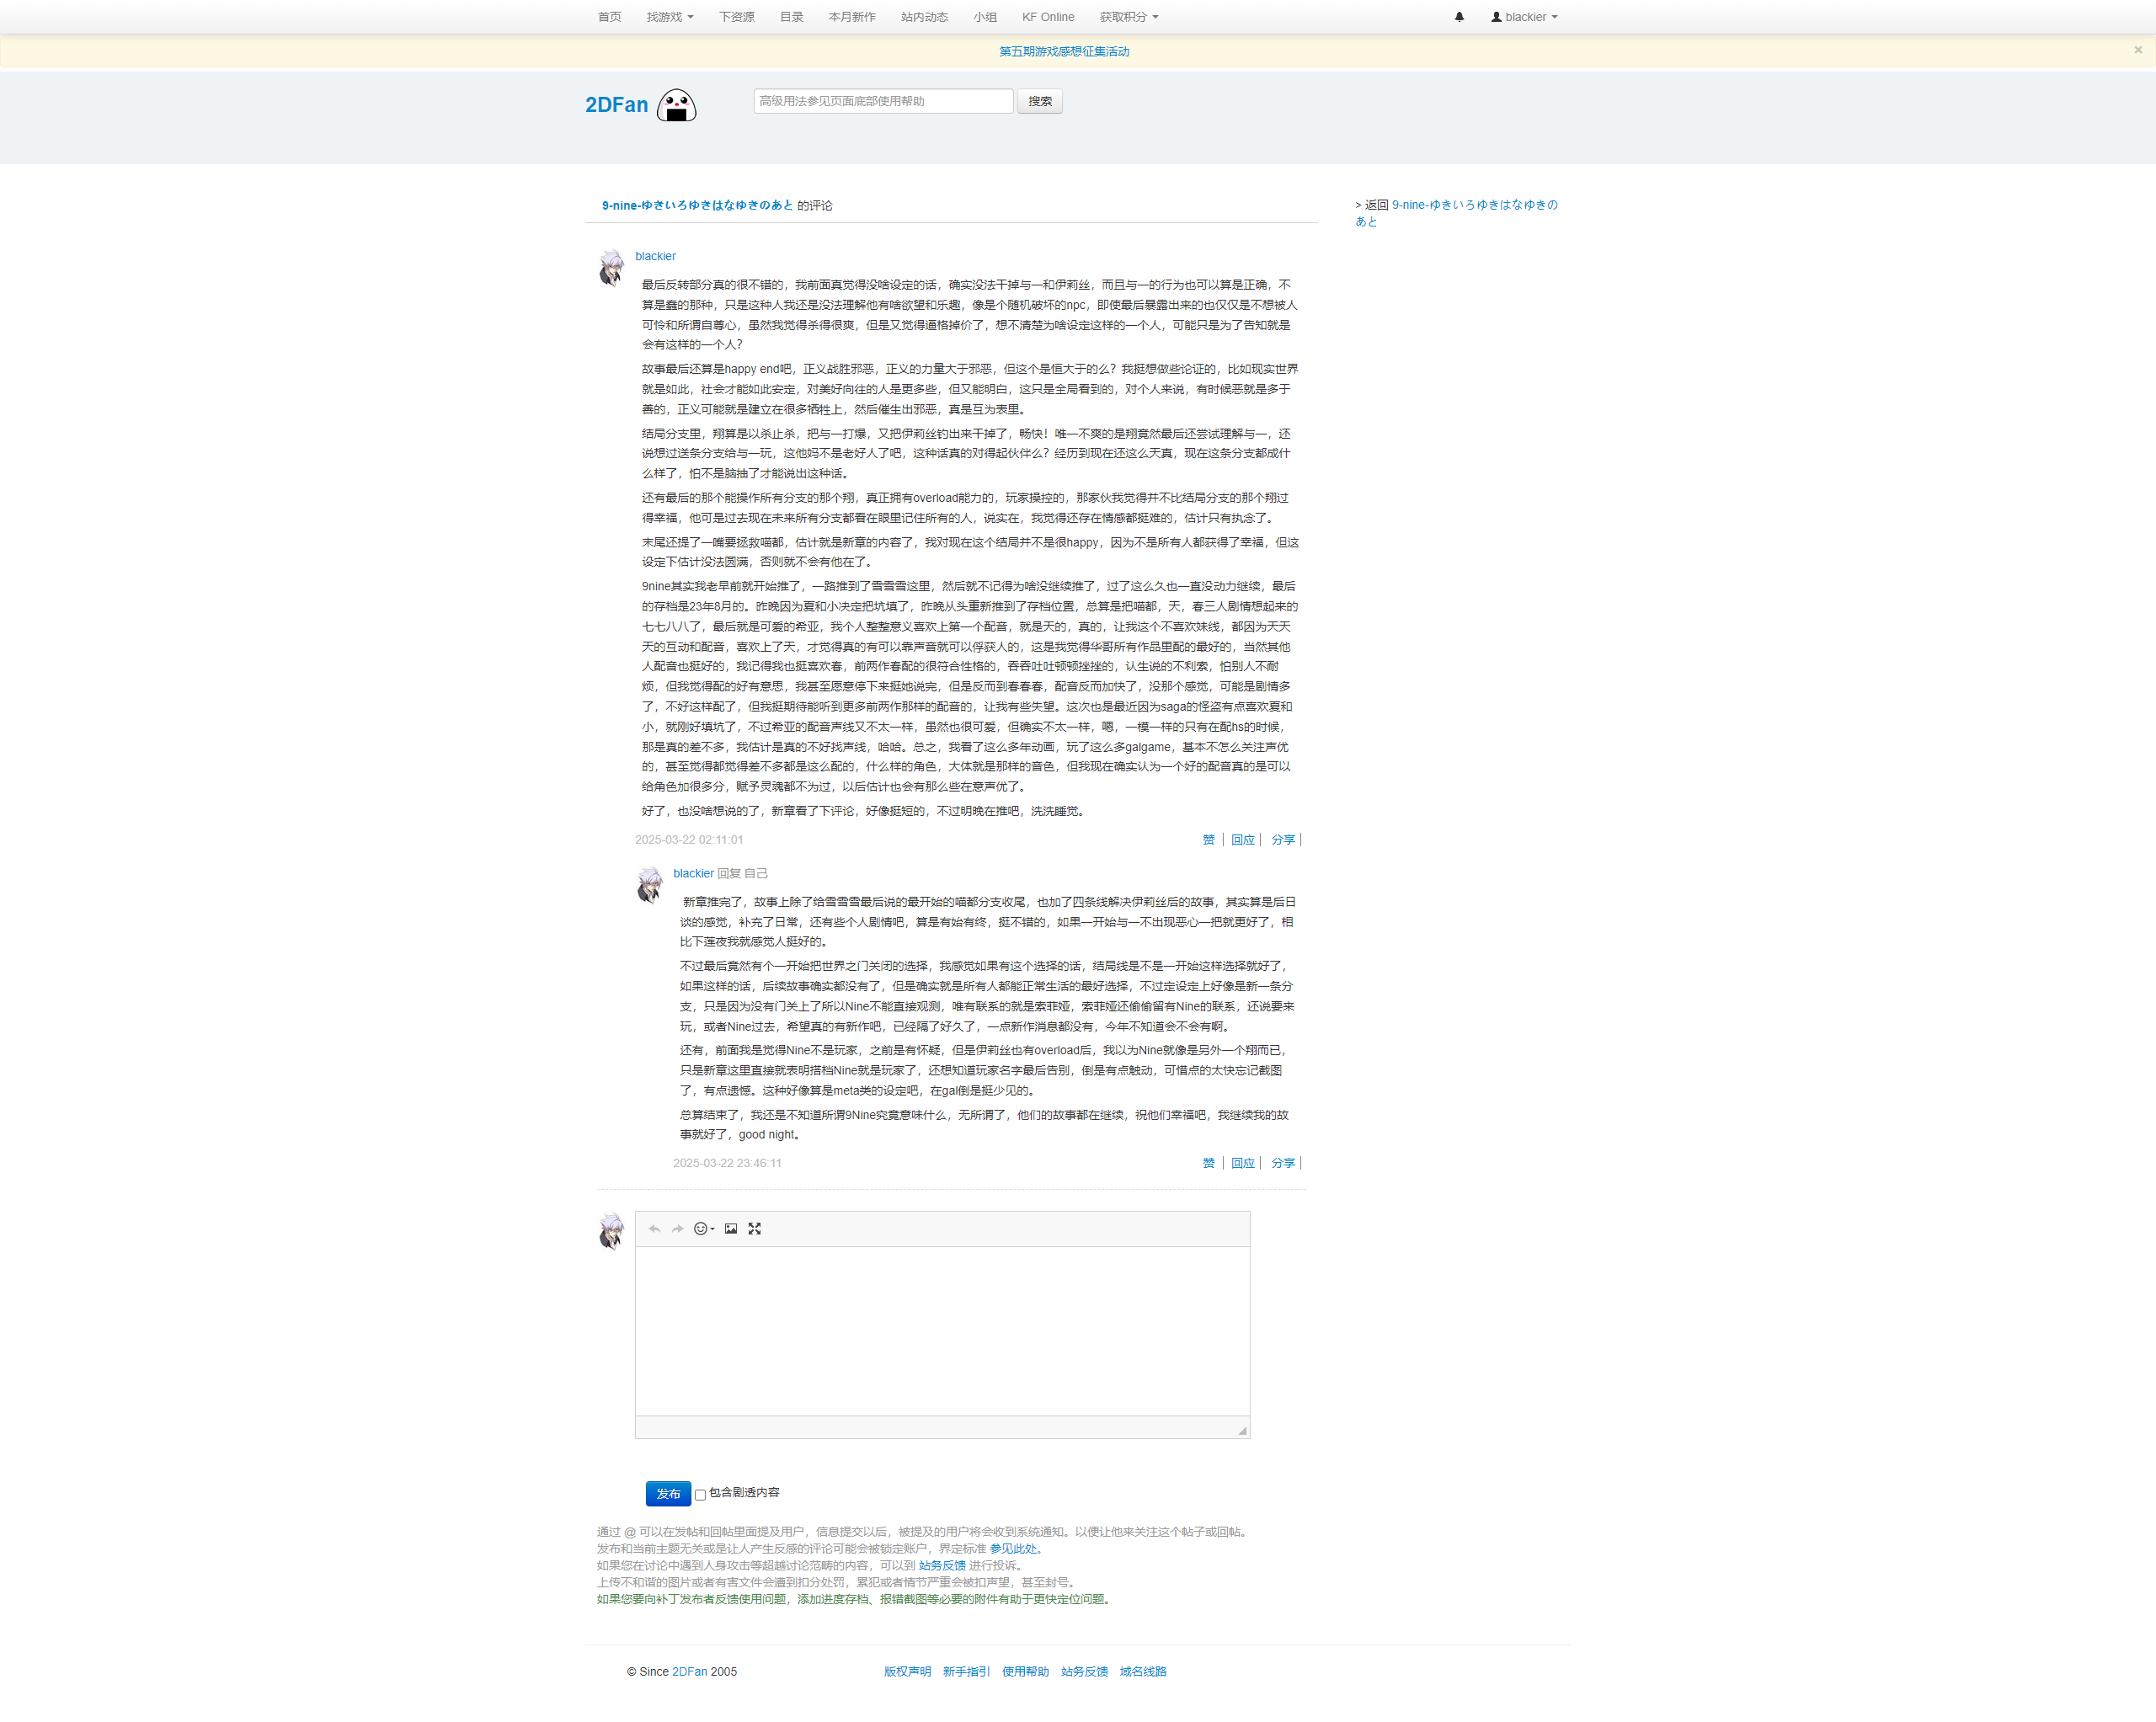 首页 找游戏 下资源 目录 本月新作 站内动态 小组 KF Online 获取积分 blackier
第五期游戏感想征集活动 ×
2DFan 高级用法参见页面底部使用帮助 搜索
9-nine-ゆきいろゆきはなゆきのあと 的评论
> 返回 9-nine-ゆきいろゆきはなゆきの
あと
blackier
最后反转部分真的很不错的，我前面真觉得没啥设定的话，确实没法干掉与一和伊莉丝，而且与一的行为也可以算是正确，不
算是蠢的那种，只是这种人我还是没法理解他有啥欲望和乐趣，像是个随机破坏的npc，即使最后暴露出来的也仅仅是不想被人
可怜和所谓自尊心，虽然我觉得杀得很爽，但是又觉得逼格掉价了，想不清楚为啥设定这样的一个人，可能只是为了告知就是
会有这样的一个人？
故事最后还算是happy end吧，正义战胜邪恶，正义的力量大于邪恶，但这个是恒大于的么？我挺想做些论证的，比如现实世界
就是如此，社会才能如此安定，对美好向往的人是更多些，但又能明白，这只是全局看到的，对个人来说，有时候恶就是多于
善的，正义可能就是建立在很多牺牲上，然后催生出邪恶，真是互为表里。
结局分支里，翔算是以杀止杀，把与一打爆，又把伊莉丝钓出来干掉了，畅快！唯一不爽的是翔竟然最后还尝试理解与一，还
说想过送条分支给与一玩，这他妈不是老好人了吧，这种话真的对得起伙伴么？经历到现在还这么天真，现在这条分支都成什
么样了，怕不是脑抽了才能说出这种话。
还有最后的那个能操作所有分支的那个翔，真正拥有overload能力的，玩家操控的，那家伙我觉得并不比结局分支的那个翔过
得幸福，他可是过去现在未来所有分支都看在眼里记住所有的人，说实在，我觉得还存在情感都挺难的，估计只有执念了。
末尾还提了一嘴要拯救喵都，估计就是新章的内容了，我对现在这个结局并不是很happy，因为不是所有人都获得了幸福，但这
设定下估计没法圆满，否则就不会有他在了。
9nine其实我老早前就开始推了，一路推到了雪雪雪这里，然后就不记得为啥没继续推了，过了这么久也一直没动力继续，最后
的存档是23年8月的。昨晚因为夏和小决定把坑填了，昨晚从头重新推到了存档位置，总算是把喵都，天，春三人剧情想起来的
七七八八了，最后就是可爱的希亚，我个人整整意义喜欢上第一个配音，就是天的，真的，让我这个不喜欢妹线，都因为天天
天的互动和配音，喜欢上了天，才觉得真的有可以靠声音就可以俘获人的，这是我觉得华哥所有作品里配的最好的，当然其他
人配音也挺好的，我记得我也挺喜欢春，前两作春配的很符合性格的，吞吞吐吐顿顿挫挫的，认生说的不利索，怕别人不耐
烦，但我觉得配的好有意思，我甚至愿意停下来挺她说完，但是反而到春春春，配音反而加快了，没那个感觉，可能是剧情多
了，不好这样配了，但我挺期待能听到更多前两作那样的配音的，让我有些失望。这次也是最近因为saga的怪盗有点喜欢夏和
小，就刚好填坑了，不过希亚的配音声线又不太一样，虽然也很可爱，但确实不太一样，嗯，一模一样的只有在配hs的时候，
那是真的差不多，我估计是真的不好找声线，哈哈。总之，我看了这么多年动画，玩了这么多galgame，基本不怎么关注声优
的，甚至觉得都觉得差不多都是这么配的，什么样的角色，大体就是那样的音色，但我现在确实认为一个好的配音真的是可以
给角色加很多分，赋予灵魂都不为过，以后估计也会有那么些在意声优了。
好了，也没啥想说的了，新章看了下评论，好像挺短的，不过明晚在推吧，洗洗睡觉。
2025-03-22 02:11:01 赞 | 回应 | 分享 |
blackier 回复 自己
新章推完了，故事上除了给雪雪雪最后说的最开始的喵都分支收尾，也加了四条线解决伊莉丝后的故事，其实算是后日
谈的感觉，补充了日常，还有些个人剧情吧，算是有始有终，挺不错的，如果一开始与一不出现恶心一把就更好了，相
比下莲夜我就感觉人挺好的。
不过最后竟然有个一开始把世界之门关闭的选择，我感觉如果有这个选择的话，结局线是不是一开始这样选择就好了，
如果这样的话，后续故事确实都没有了，但是确实就是所有人都能正常生活的最好选择，不过定设定上好像是新一条分
支，只是因为没有门关上了所以Nine不能直接观测，唯有联系的就是索菲娅，索菲娅还偷偷留有Nine的联系，还说要来
玩，或者Nine过去，希望真的有新作吧，已经隔了好久了，一点新作消息都没有，今年不知道会不会有啊。
还有，前面我是觉得Nine不是玩家，之前是有怀疑，但是伊莉丝也有overload后，我以为Nine就像是另外一个翔而已，
只是新章这里直接就表明搭档Nine就是玩家了，还想知道玩家名字最后告别，倒是有点触动，可惜点的太快忘记截图
了，有点遗憾。这种好像算是meta类的设定吧，在gal倒是挺少见的。
总算结束了，我还是不知道所谓9Nine究竟意味什么，无所谓了，他们的故事都在继续，祝他们幸福吧，我继续我的故
事就好了，good night。
2025-03-22 23:46:11 赞 | 回应 | 分享 |
发布 包含剧透内容
通过 @ 可以在发帖和回帖里面提及用户，信息提交以后，被提及的用户将会收到系统通知。以便让他来关注这个帖子或回帖。
发布和当前主题无关或是让人产生反感的评论可能会被锁定账户，界定标准 参见此处。
如果您在讨论中遇到人身攻击等超越讨论范畴的内容，可以到 站务反馈 进行投诉。
上传不和谐的图片或者有害文件会遭到扣分处罚，累犯或者情节严重会被扣声望，甚至封号。
如果您要向补丁发布者反馈使用问题，添加进度存档、报错截图等必要的附件有助于更快定位问题。
© Since 2DFan 2005 版权声明 新手指引 使用帮助 站务反馈 域名线路